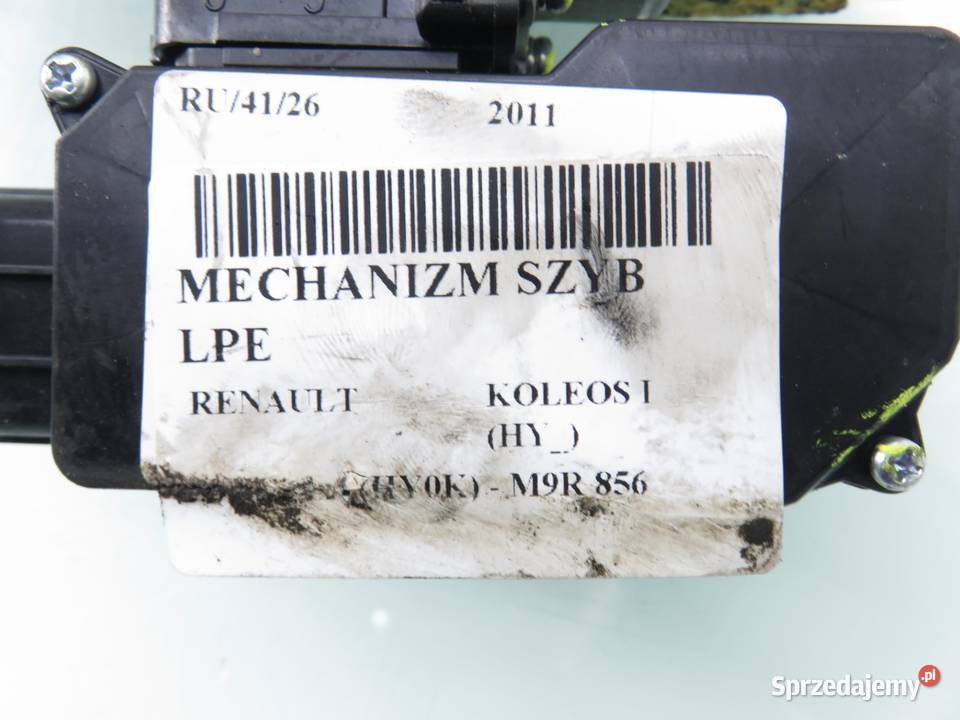 RU/41/26 2011
MECHANIZM SZYB
LPE
RENAULT KOLEOS I
(HY_)
(HY0K) - M9R 856
Sprzedajemy.pl